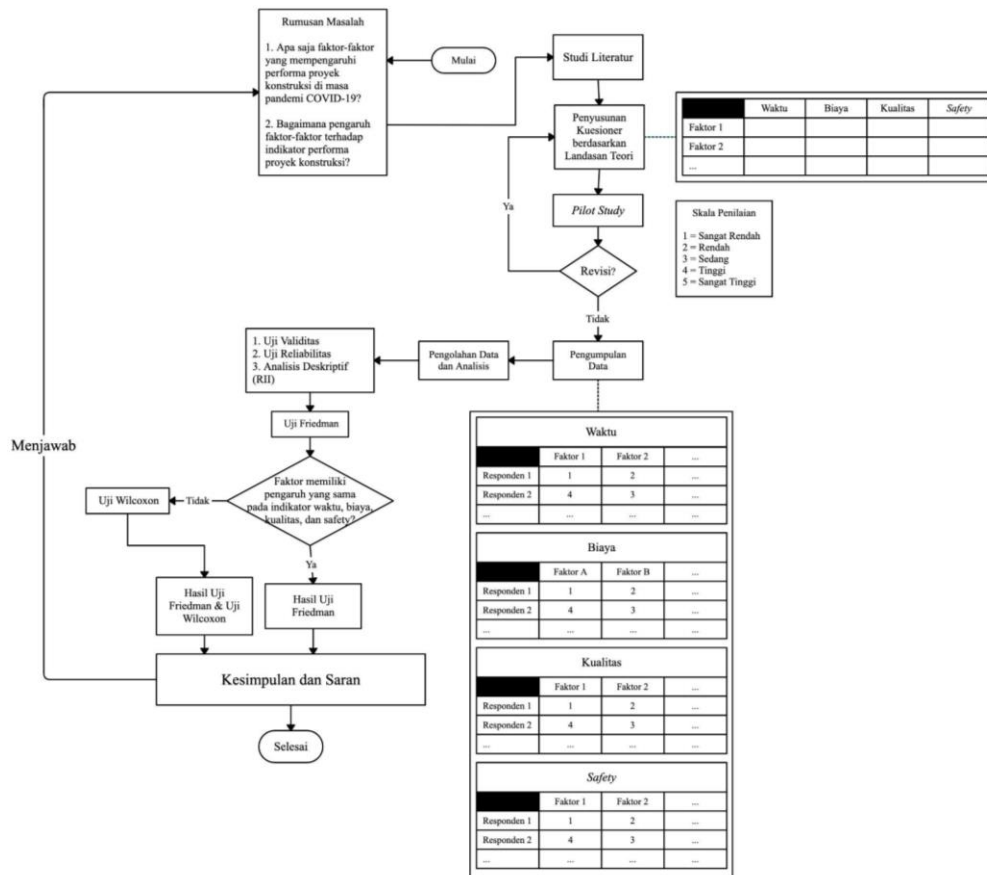 Rumusan Masalah
1. Apa saja faktor-faktor
yang mempengaruhi
performa proyek
konstruksi di masa
pandemi COVID-19?
2. Bagaimana pengaruh
faktor-faktor terhadap
indikator performa
proyek konstruksi?
Mulai
Studi Literatur
Penyusunan
Kuesioner
berdasarkan
Landasan Teori
Waktu Biaya Kualitas Safety
Faktor 1
Faktor 2
...
Ya
Pilot Study
Skala Penilaian
1 = Sangat Rendah
2 = Rendah
3 = Sedang
4 = Tinggi
5 = Sangat Tinggi
Revisi?
Tidak
Pengumpulan
Data
Pengolahan Data
dan Analisis
1. Uji Validitas
2. Uji Reliabilitas
3. Analisis Deskriptif
(RII)
Uji Friedman
Menjawab
Faktor memiliki
pengaruh yang sama
pada indikator waktu, biaya,
kualitas, dan safety?
Tidak
Uji Wilcoxon
Ya
Hasil Uji
Friedman & Uji
Wilcoxon
Hasil Uji
Friedman
Kesimpulan dan Saran
Selesai
Waktu
Faktor 1 Faktor 2 ...
Responden 1 1 2
Responden 2 4 3
... ... ... ...
Biaya
Faktor A Faktor B ...
Responden 1 1 2
Responden 2 4 3
... ... ...
Kualitas
Faktor 1 Faktor 2 ...
Responden 1 1 2
Responden 2 4 3
... ... ...
Safety
Faktor 1 Faktor 2 ...
Responden 1 1 2
Responden 2 4 3
... ... ...